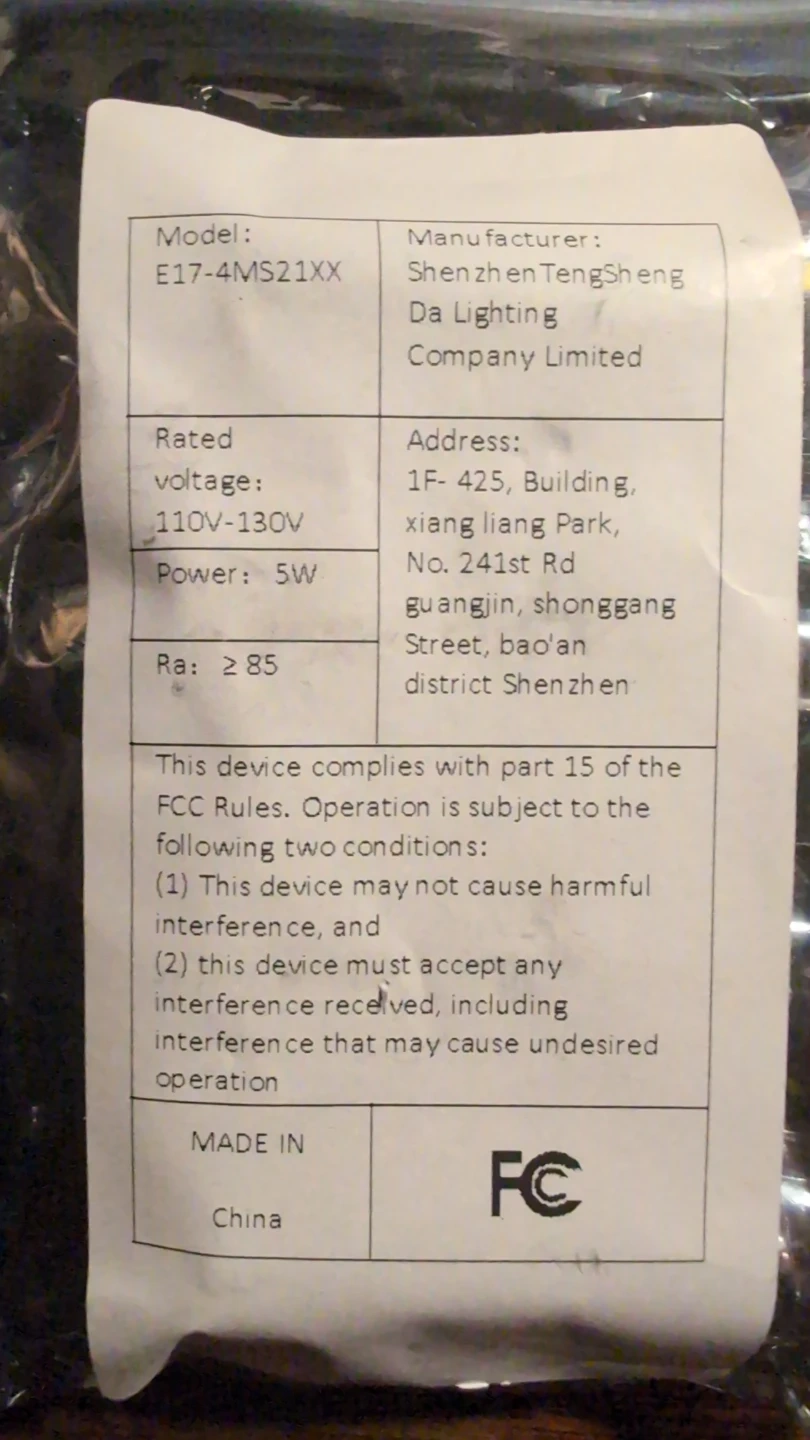 Model:
E17-4MS21XX
Manufacturer:
ShenzhenTengSheng
Da Lighting
Company Limited
Rated
voltage:
110V-130V
Power: 5W
Ra: ≥ 85
Address:
1F- 425, Building,
xiang liang Park,
No. 241st Rd
guangjin, shonggang
Street, bao'an
district Shenzhen
This device complies with part 15 of the
FCC Rules. Operation is subject to the
following two conditions:
(1) This device may not cause harmful
interference, and
(2) this device must accept any
interference received, including
interference that may cause undesired
operation
MADE IN
China
FCC